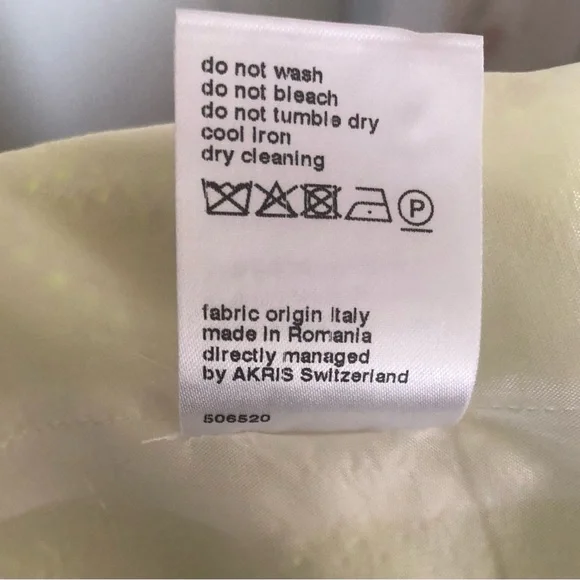 do not wash
do not bleach
do not tumble dry
cool iron
dry cleaning
P
fabric origin Italy
made in Romania
directly managed
by AKRIS Switzerland
506520